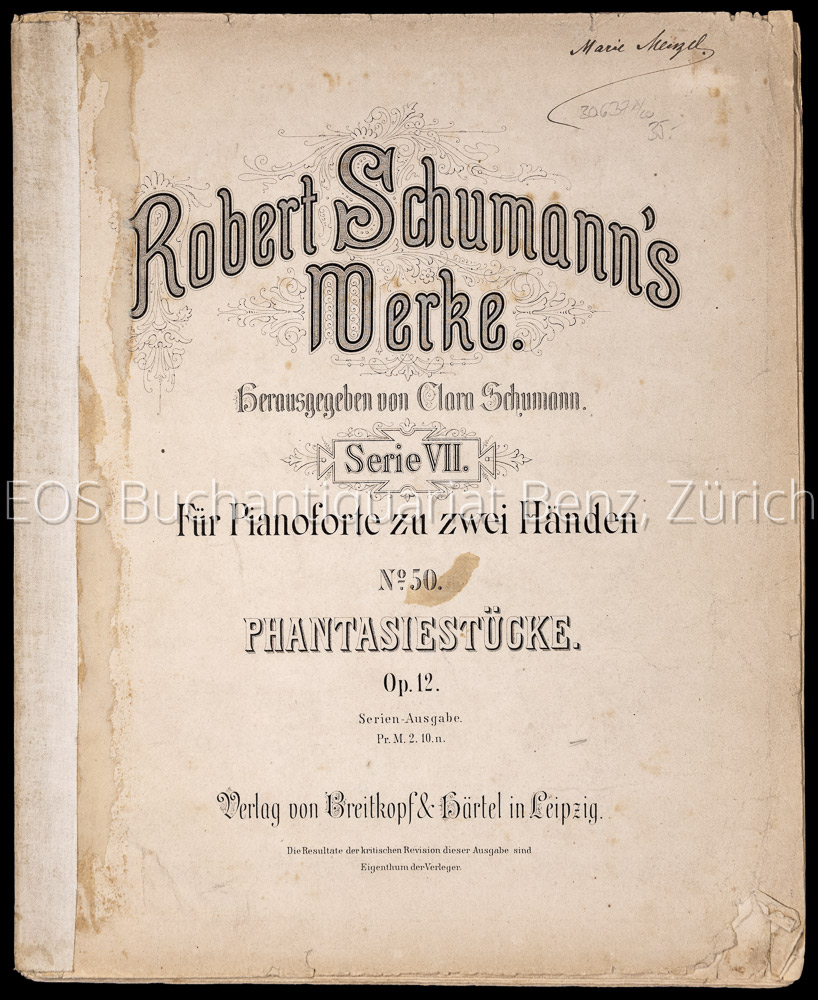 Marie Menzel.
35.-
Robert Schumann's
Werke.
Herausgegeben von Clara Schumann.
Serie VII.
EOS Buchantiquariat Benz, Zürich
Für Pianoforte zu zwei Händen
No. 50.
PHANTASIESTÜCKE.
Op. 12.
Serien-Ausgabe.
Pr. M. 2. 10. n.
Verlag von Breitkopf & Härtel in Leipzig.
Die Resultate der kritischen Revision dieser Ausgabe sind
Eigenthum der Verleger.